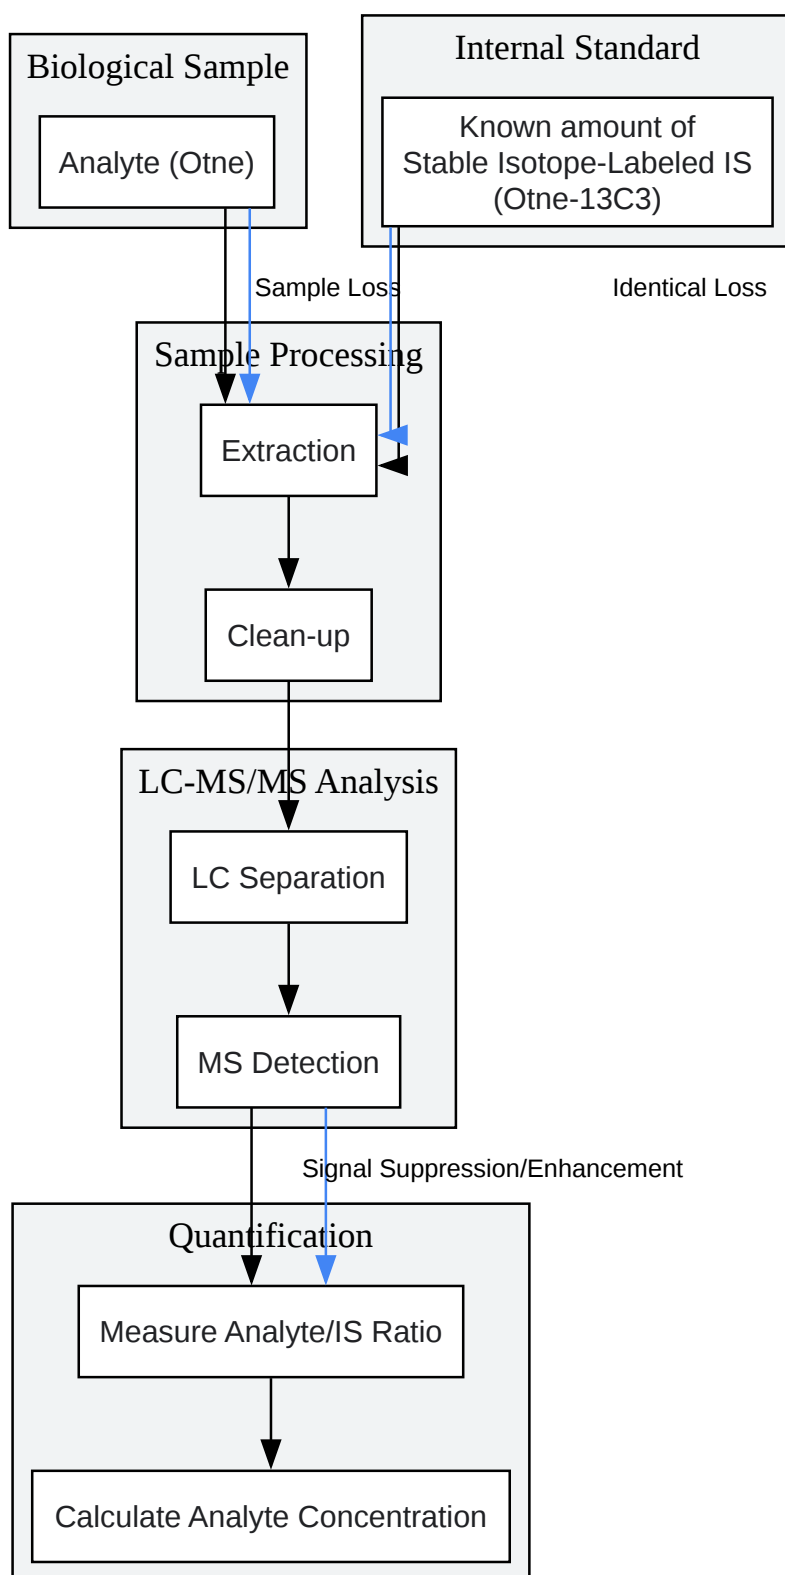 Biological Sample
Internal Standard
Analyte (Otne)
Known amount of
Stable Isotope-Labeled IS
(Otne-13C3)
Sample Loss
Identical Loss
Sample Processing
Extraction
Clean-up
LC-MS/MS Analysis
LC Separation
MS Detection
Signal Suppression/Enhancement
Quantification
Measure Analyte/IS Ratio
Calculate Analyte Concentration